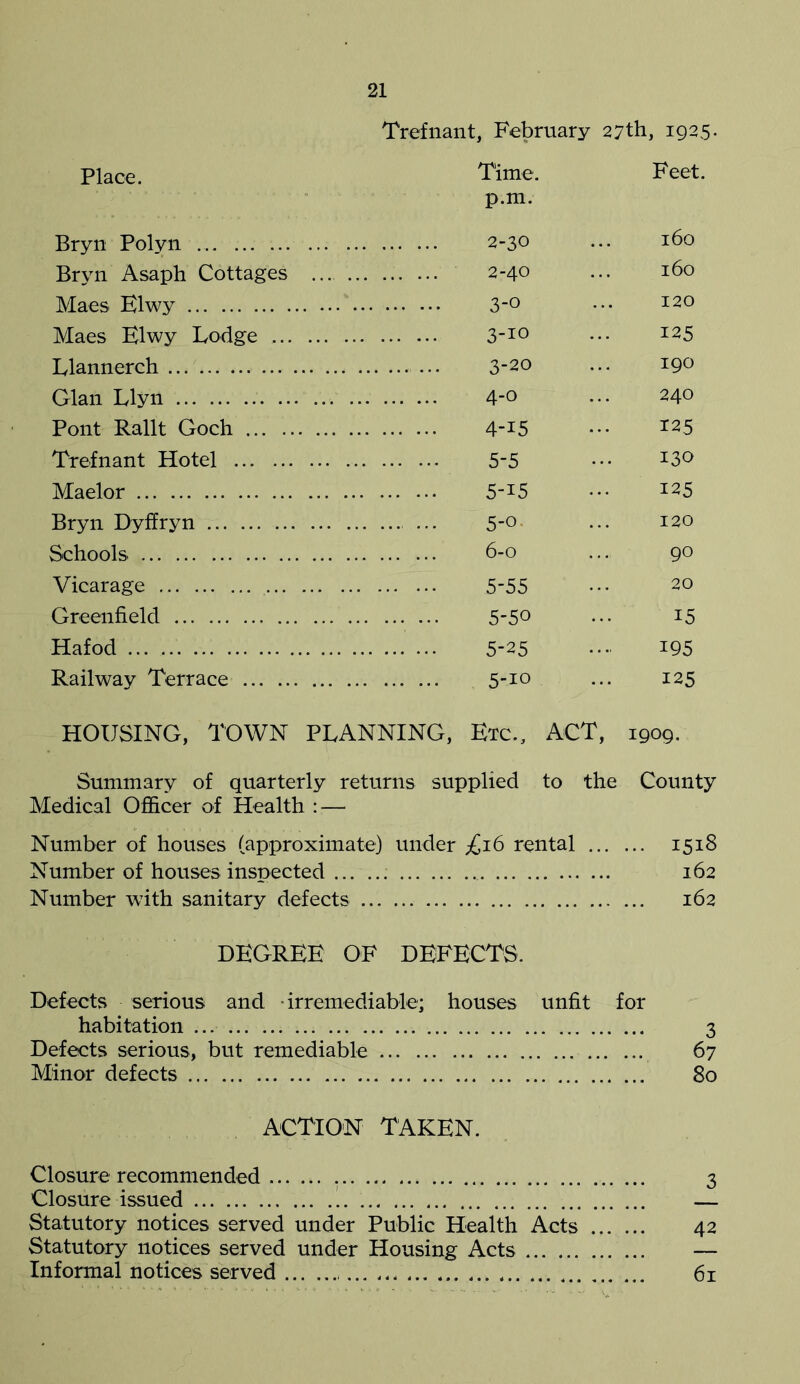 21
Trefnant, February 27th, 1925.
Place. Time. Feet.
p.m.
Bryn Polyn ... ... ... ... ... ... ... 2-30 ... 160
Bryn Asaph Cottages ... ... ... ... 2-40 ... 160
Maes Elwy ... ... ... ... ... ... ... ... 3-0 ... 120
Maes Elwy Lodge ... ... ... ... ... 3-10 ... 125
Llannerch ... ... ... ... ... ... ... ... ... 3-20 ... 190
Glan Llyn ... ... ... ... ... ... ... ... 4-0 ... 240
Pont Rallt Goch ... ... ... ... ... ... 4-15 ... 125
Trefnant Hotel ... ... ... ... ... ... 5-5 ... 130
Maelor ... ... ... ... ... ... ... ... ... 5-15 ... 125
Bryn Dyffryn ... ... ... ... ... ... ... 5-0 ... 120
Schools ... ... ... ... ... ... ... ... ... 6-0 ... 90
Vicarage ... ... ... ... ... ... ... ... 5-55 ... 20
Greenfield ... ... ... ... ... ... ... ... 5-50 ... 15
Hafod ... ... ... ... ... ... ... ... ... ... 5-25 ... 195
Railway Terrace ... ... ... ... ... ... 5-10 ... 125
HOUSING, TOWN PLANNING, Etc., ACT, 1909.
Summary of quarterly returns supplied to the County
Medical Officer of Health :—
Number of houses (approximate) under £16 rental ... ... 1518
Number of houses inspected ... ... ... ... ... ... ... ... ... 162
Number with sanitary defects ... ... ... ... ... ... ... ... ... 162
DEGREE OF DEFECTS.
Defects serious and irremediable; houses unfit for
habitation ... ... ... ... ... ... ... ... ... ... ... ... ... ... 3
Defects serious, but remediable ... ... ... ... ... ... ... ... 67
Minor defects ... ... ... ... ... ... ... ... ... ... ... ... ... ... 80
ACTION TAKEN.
Closure recommended ... ... ... ... ... ... ... ... ... ... ... ... 3
Closure issued ... ... ... ... ... ... ... ... ... ... ... ... ... ... —
Statutory notices served under Public Health Acts ... ... 42
Statutory notices served under Housing Acts ... ... ... ... —
Informal notices served ... ... ... ... ... ... ... ... ... ... ... 61